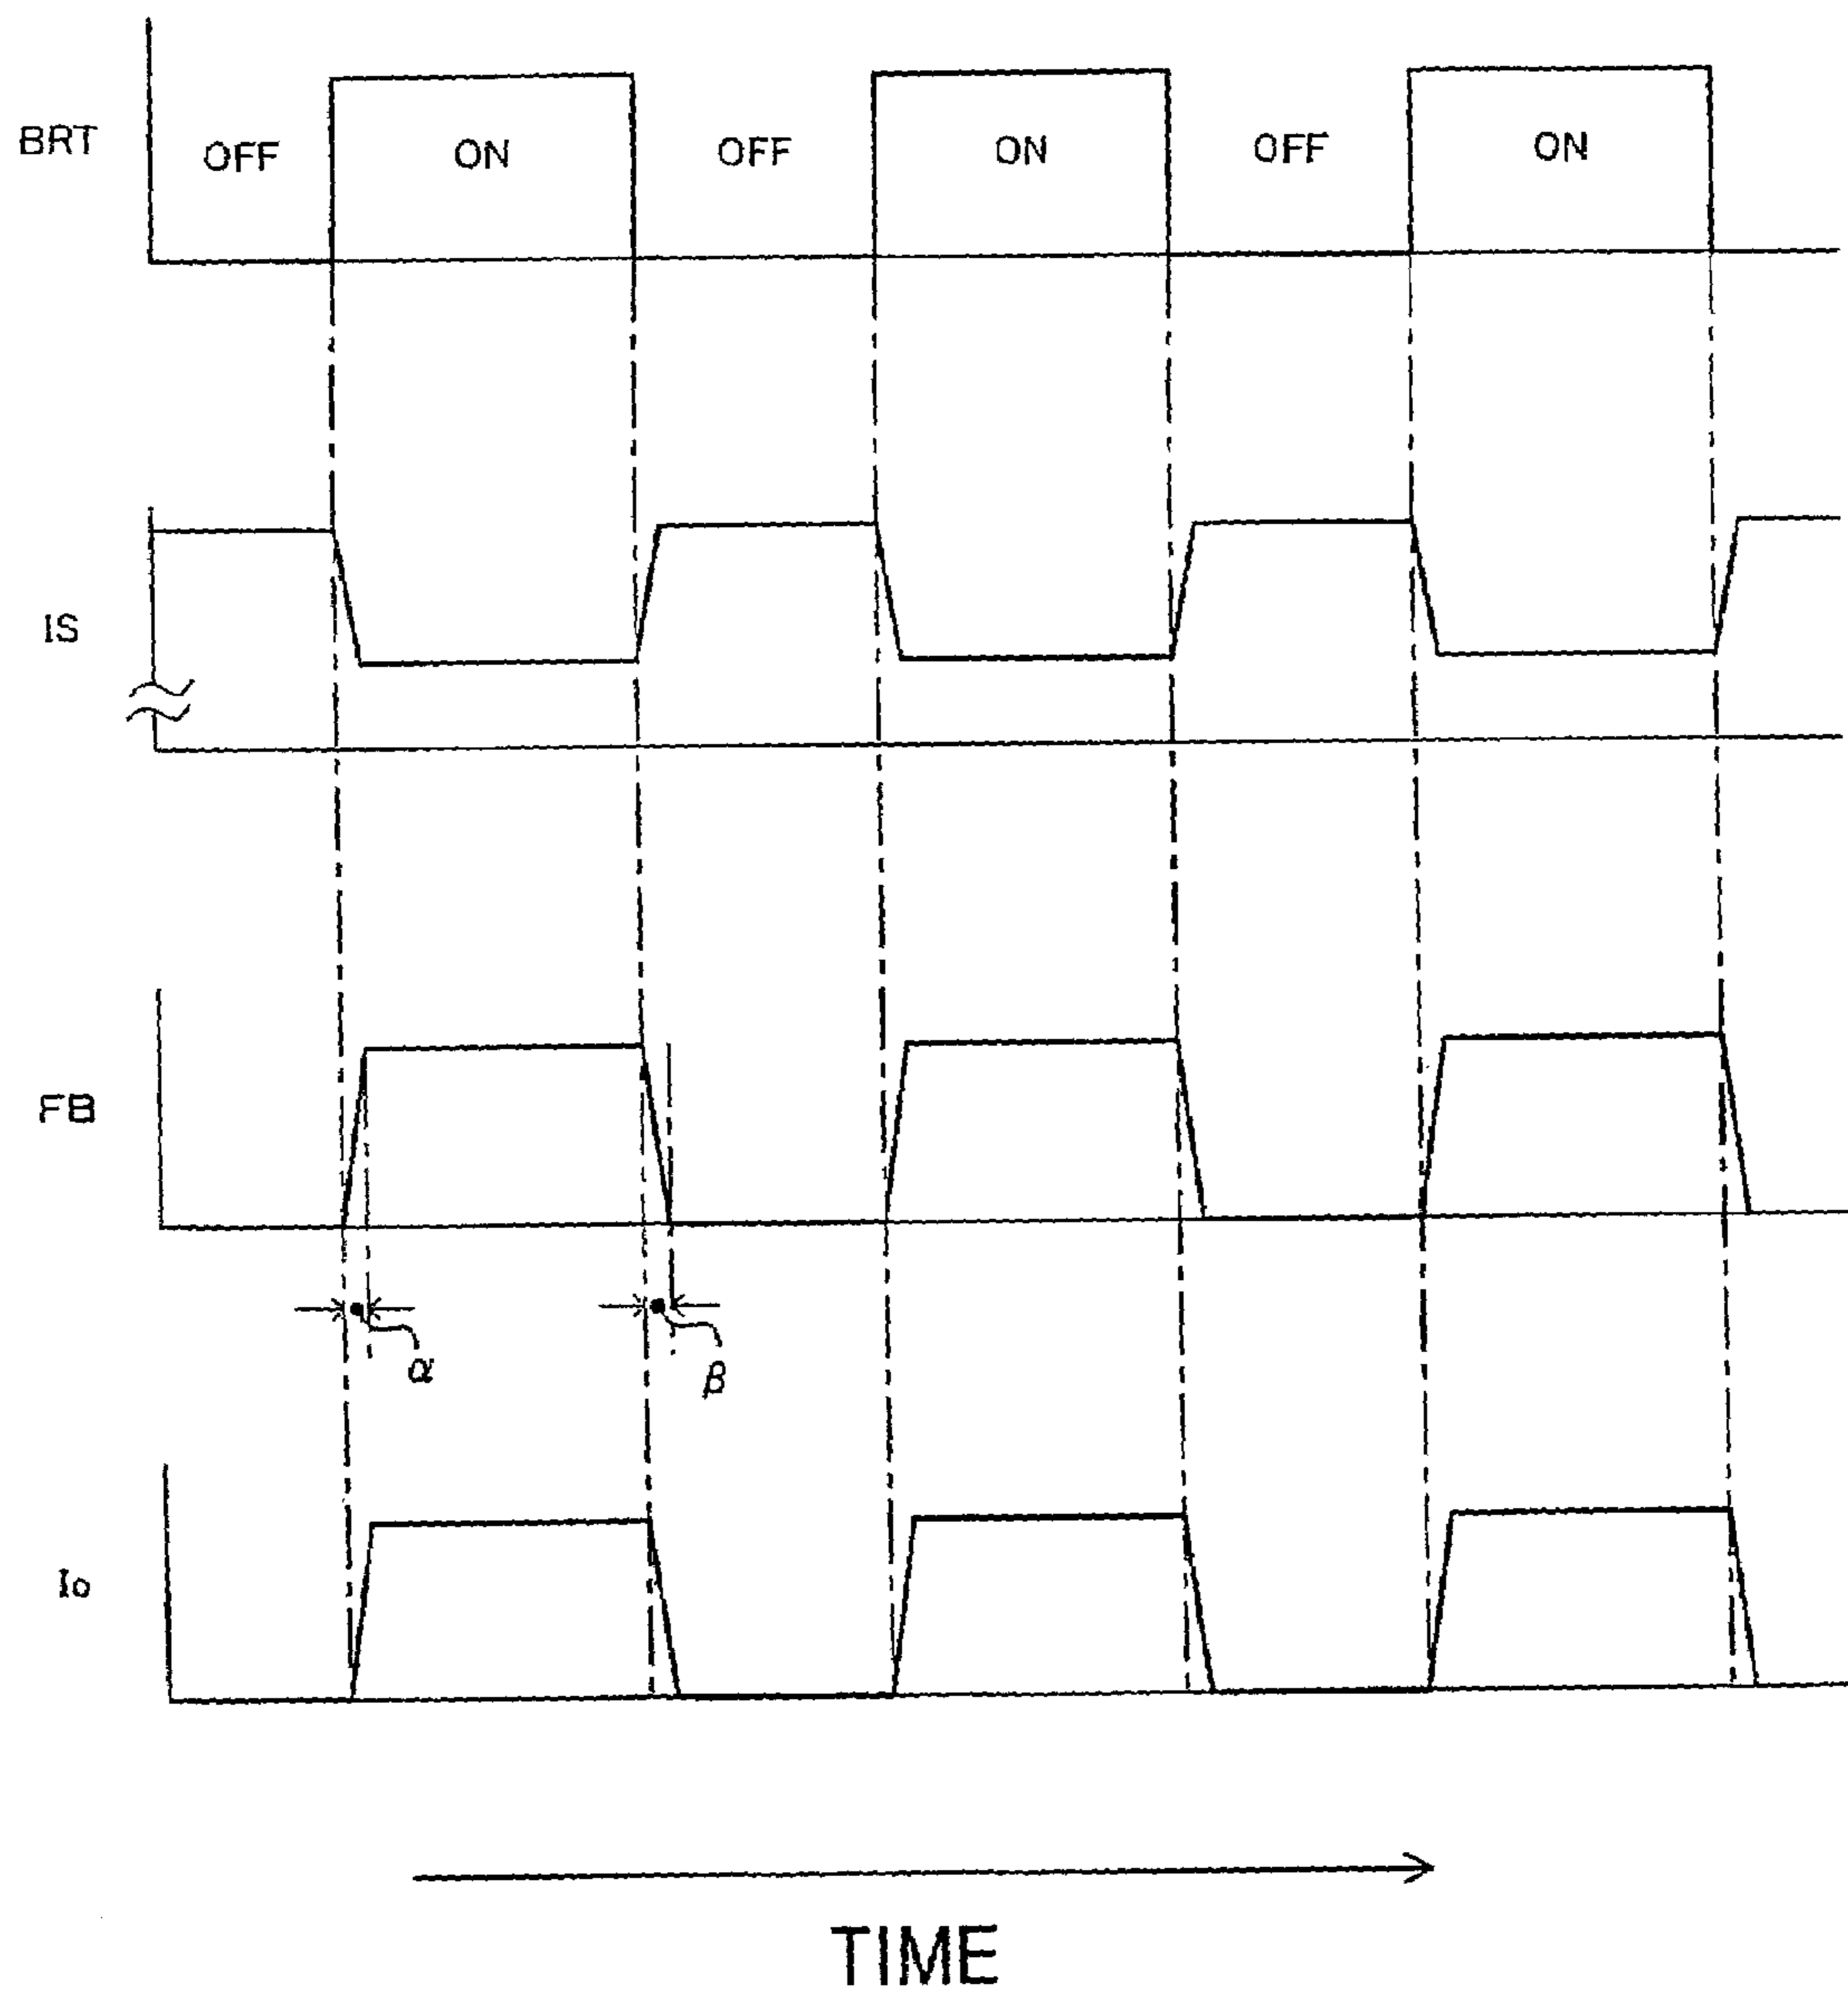 BRT
OFF ON OFF ON OFF ON
IS
FB
α β
Io
TIME